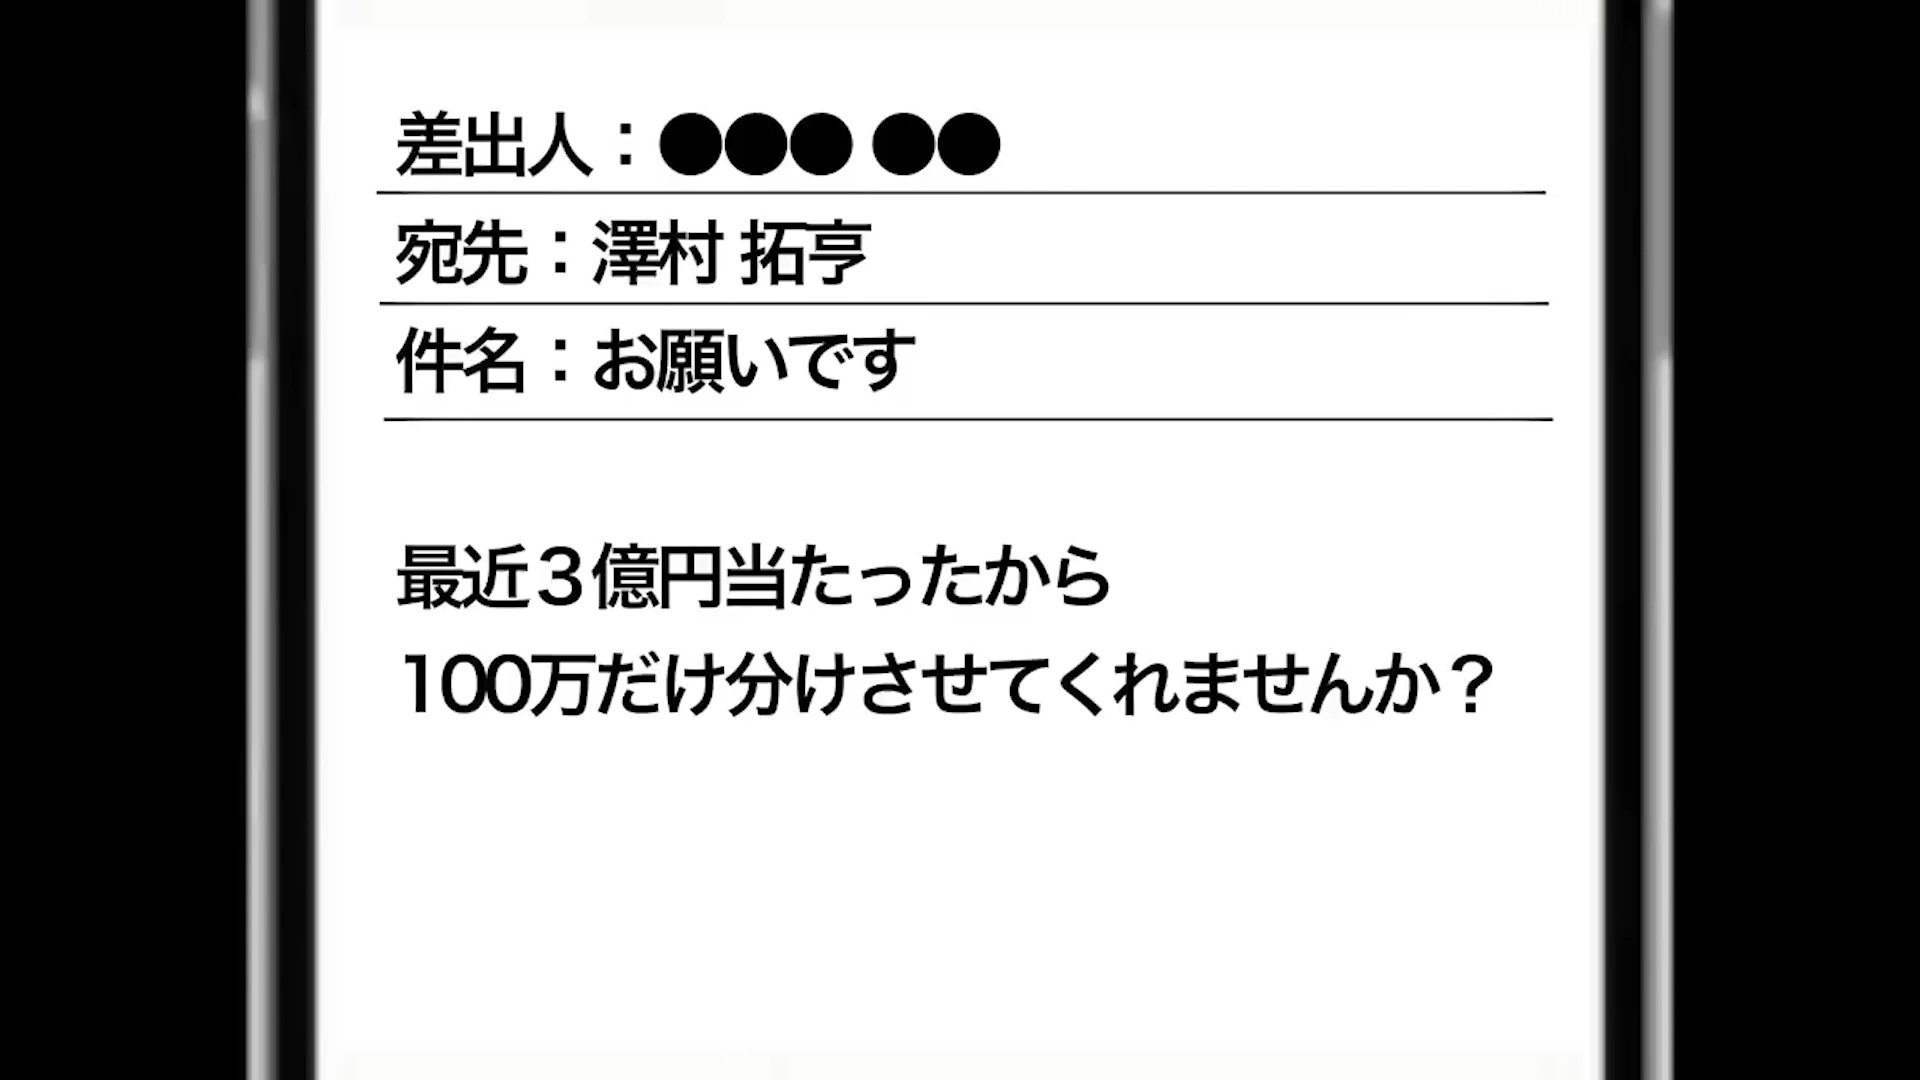 差出人：●●● ●●
宛先：澤村 拓亨
件名：お願いです
最近３億円当たったから
100万だけ分けさせてくれませんか？